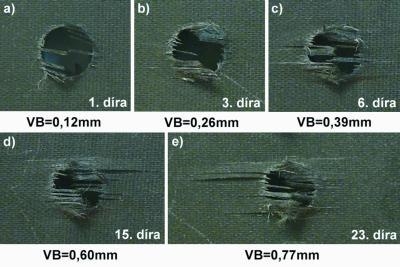 a)
1. díra
VB=0,12mm
b)
3. díra
VB=0,26mm
c)
6. díra
VB=0,39mm
d)
15. díra
VB=0,60mm
e)
23. díra
VB=0,77mm